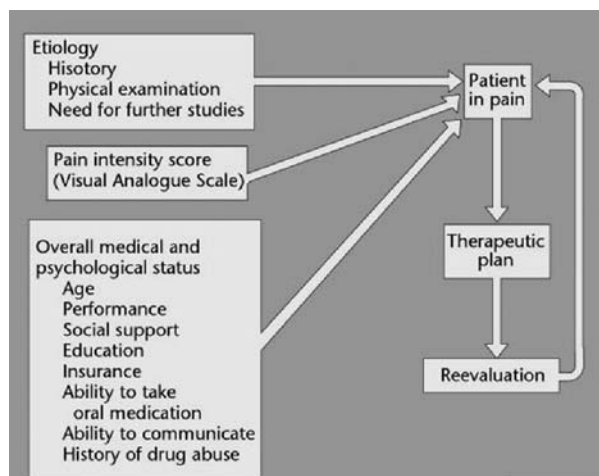 Etiology
Hisotory
Physical examination
Need for further studies
Pain intensity score
(Visual Analogue Scale)
Overall medical and
psychological status
Age
Performance
Social support
Education
Insurance
Ability to take
oral medication
Ability to communicate
History of drug abuse
Patient
in pain
Therapeutic
plan
Reevaluation